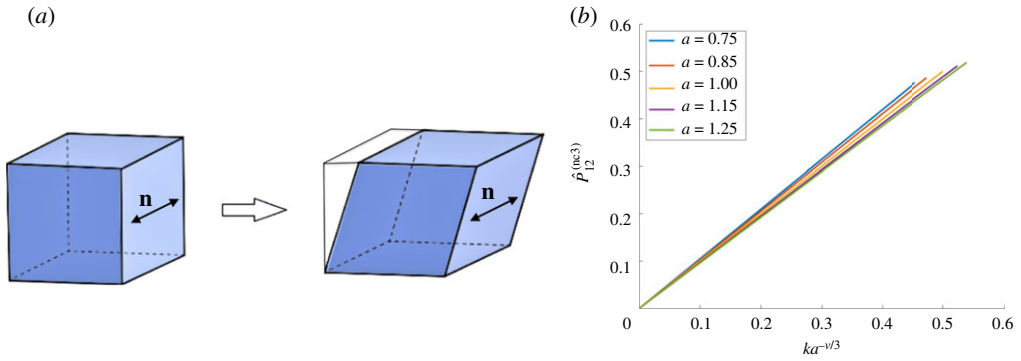 (a)
n
n
(b)
0.6
0.5
0.4
0.3
0.2
0.1
a = 0.75
a = 0.85
a = 1.00
a = 1.15
a = 1.25
P̂₁₂⁽ⁿᶜ³⁾
0 0.1 0.2 0.3 0.4 0.5 0.6
ka⁻ᵛ/³